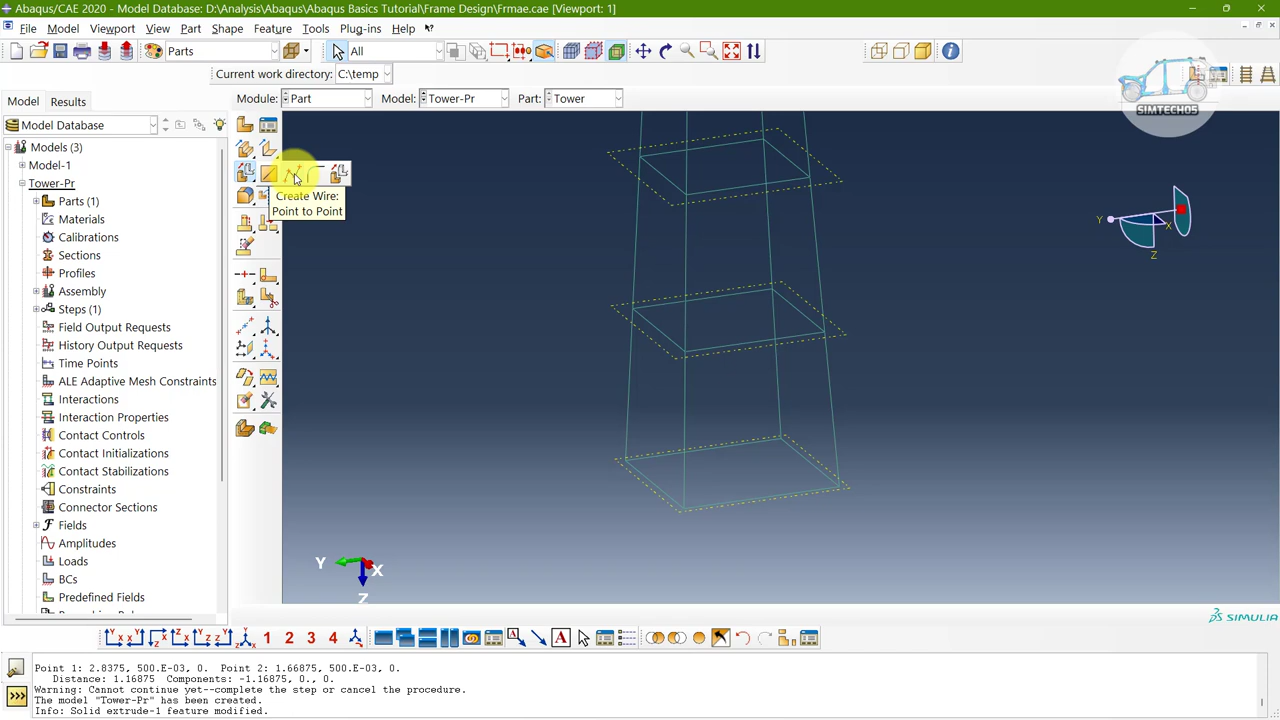 Abaqus/CAE 2020 - Model Database: D:\Analysis\Abaqus\Abaqus Basics Tutorial\Frame Design\Frmae.cae [Viewport: 1]
File Model Viewport View Part Shape Feature Tools Plug-ins Help
Parts All
Current work directory: C:\temp
Model Results Module: Part Model: Tower-Pr Part: Tower
SIMTECH05
Model Database
Models (3)
Model-1
Tower-Pr
Parts (1)
Materials
Calibrations
Sections
Profiles
Assembly
Steps (1)
Field Output Requests
History Output Requests
Time Points
ALE Adaptive Mesh Constraints
Interactions
Interaction Properties
Contact Controls
Contact Initializations
Contact Stabilizations
Constraints
Connector Sections
Fields
Amplitudes
Loads
BCs
Predefined Fields
Create Wire:
Point to Point
Y X
Z
Y X
Z
SIMULIA
1 2 3 4
Point 1: 2.8375, 500.E-03, 0. Point 2: 1.66875, 500.E-03, 0.
Distance: 1.16875 Components: -1.16875, 0., 0.
Warning: Cannot continue yet--complete the step or cancel the procedure.
The model "Tower-Pr" has been created.
Info: Solid extrude-1 feature modified.